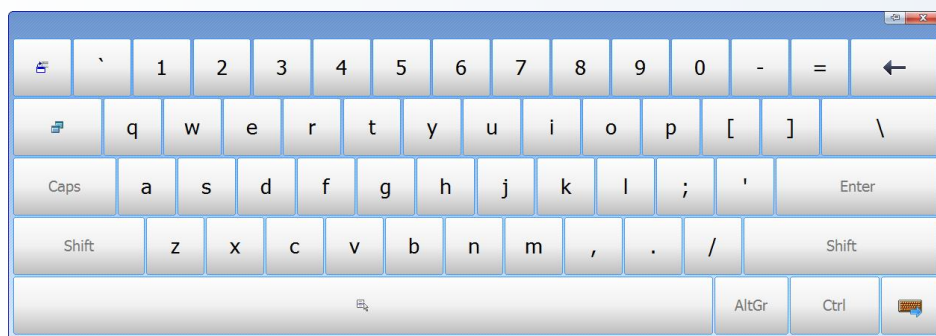 ` 1 2 3 4 5 6 7 8 9 0 - =
q w e r t y u i o p [ ] \
Caps a s d f g h j k l ; ' Enter
Shift z x c v b n m , . / Shift
AltGr Ctrl